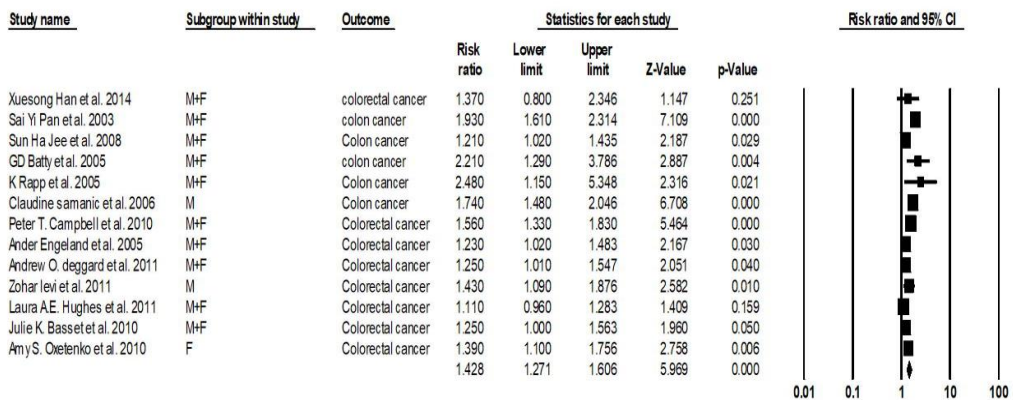 Study name Subgroup within study Outcome Statistics for each study Risk ratio and 95% CI
Risk ratio Lower limit Upper limit Z-Value p-Value
Xuesong Han et al. 2014 M+F colorectal cancer 1.370 0.800 2.346 1.147 0.251
Sai Yi Pan et al. 2003 M+F colon cancer 1.930 1.610 2.314 7.109 0.000
Sun Ha Jee et al. 2008 M+F Colon cancer 1.210 1.020 1.435 2.187 0.029
GD Batty et al. 2005 M+F colon cancer 2.210 1.290 3.786 2.887 0.004
K Rapp et al. 2005 M+F Colon cancer 2.480 1.150 5.348 2.316 0.021
Claudine samanic et al. 2006 M Colon cancer 1.740 1.480 2.046 6.708 0.000
Peter T. Campbell et al. 2010 M+F Colorectal cancer 1.560 1.330 1.830 5.464 0.000
Ander Engeland et al. 2005 M+F Colorectal cancer 1.230 1.020 1.483 2.167 0.030
Andrew O. deggard et al. 2011 M+F Colorectal cancer 1.250 1.010 1.547 2.051 0.040
Zohar levi et al. 2011 M Colorectal cancer 1.430 1.090 1.876 2.582 0.010
Laura A.E. Hughes et al. 2011 M+F Colorectal cancer 1.110 0.960 1.283 1.409 0.159
Julie K. Basset et al. 2010 M+F Colorectal cancer 1.250 1.000 1.563 1.960 0.050
Amy S. Oxetenko et al. 2010 F Colorectal cancer 1.390 1.100 1.756 2.758 0.006
1.428 1.271 1.606 5.969 0.000
0.01 0.1 1 10 100